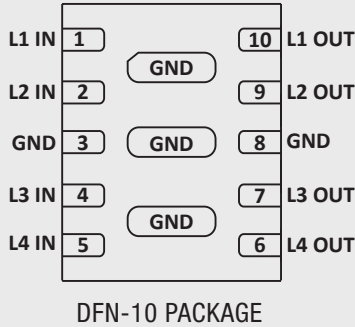 L1 IN 1 10 L1 OUT
GND
L2 IN 2 9 L2 OUT
GND 3 GND 8 GND
L3 IN 4 7 L3 OUT
GND
L4 IN 5 6 L4 OUT
DFN-10 PACKAGE